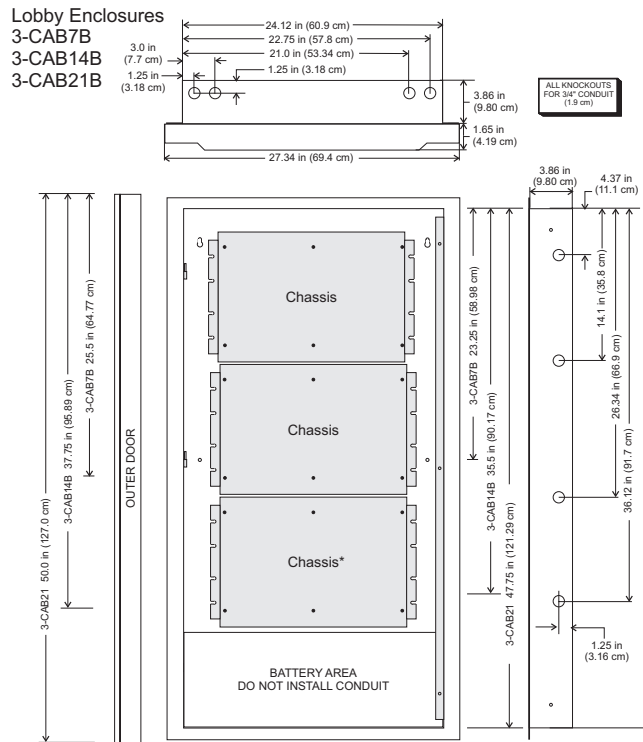 Lobby Enclosures
3-CAB7B
3-CAB14B
3-CAB21B
24.12 in (60.9 cm)
22.75 in (57.8 cm)
21.0 in (53.34 cm)
3.0 in
(7.7 cm)
1.25 in
(3.18 cm)
1.25 in (3.18 cm)
3.86 in
(9.80 cm)
1.65 in
(4.19 cm)
27.34 in (69.4 cm)
ALL KNOCKOUTS
FOR 3/4" CONDUIT
(1.9 cm)
3.86 in
(9.80 cm)
4.37 in
(11.1 cm)
3-CAB21 50.0 in (127.0 cm)
3-CAB14B 37.75 in (95.89 cm)
3-CAB7B 25.5 in (64.77 cm)
OUTER DOOR
Chassis
Chassis
Chassis*
BATTERY AREA
DO NOT INSTALL CONDUIT
3-CAB7B 23.25 in (58.98 cm)
3-CAB14B 35.5 in (90.17 cm)
3-CAB21 47.75 in (121.29 cm)
14.1 in (35.8 cm)
26.34 in (66.9 cm)
36.12 in (91.7 cm)
1.25 in
(3.16 cm)